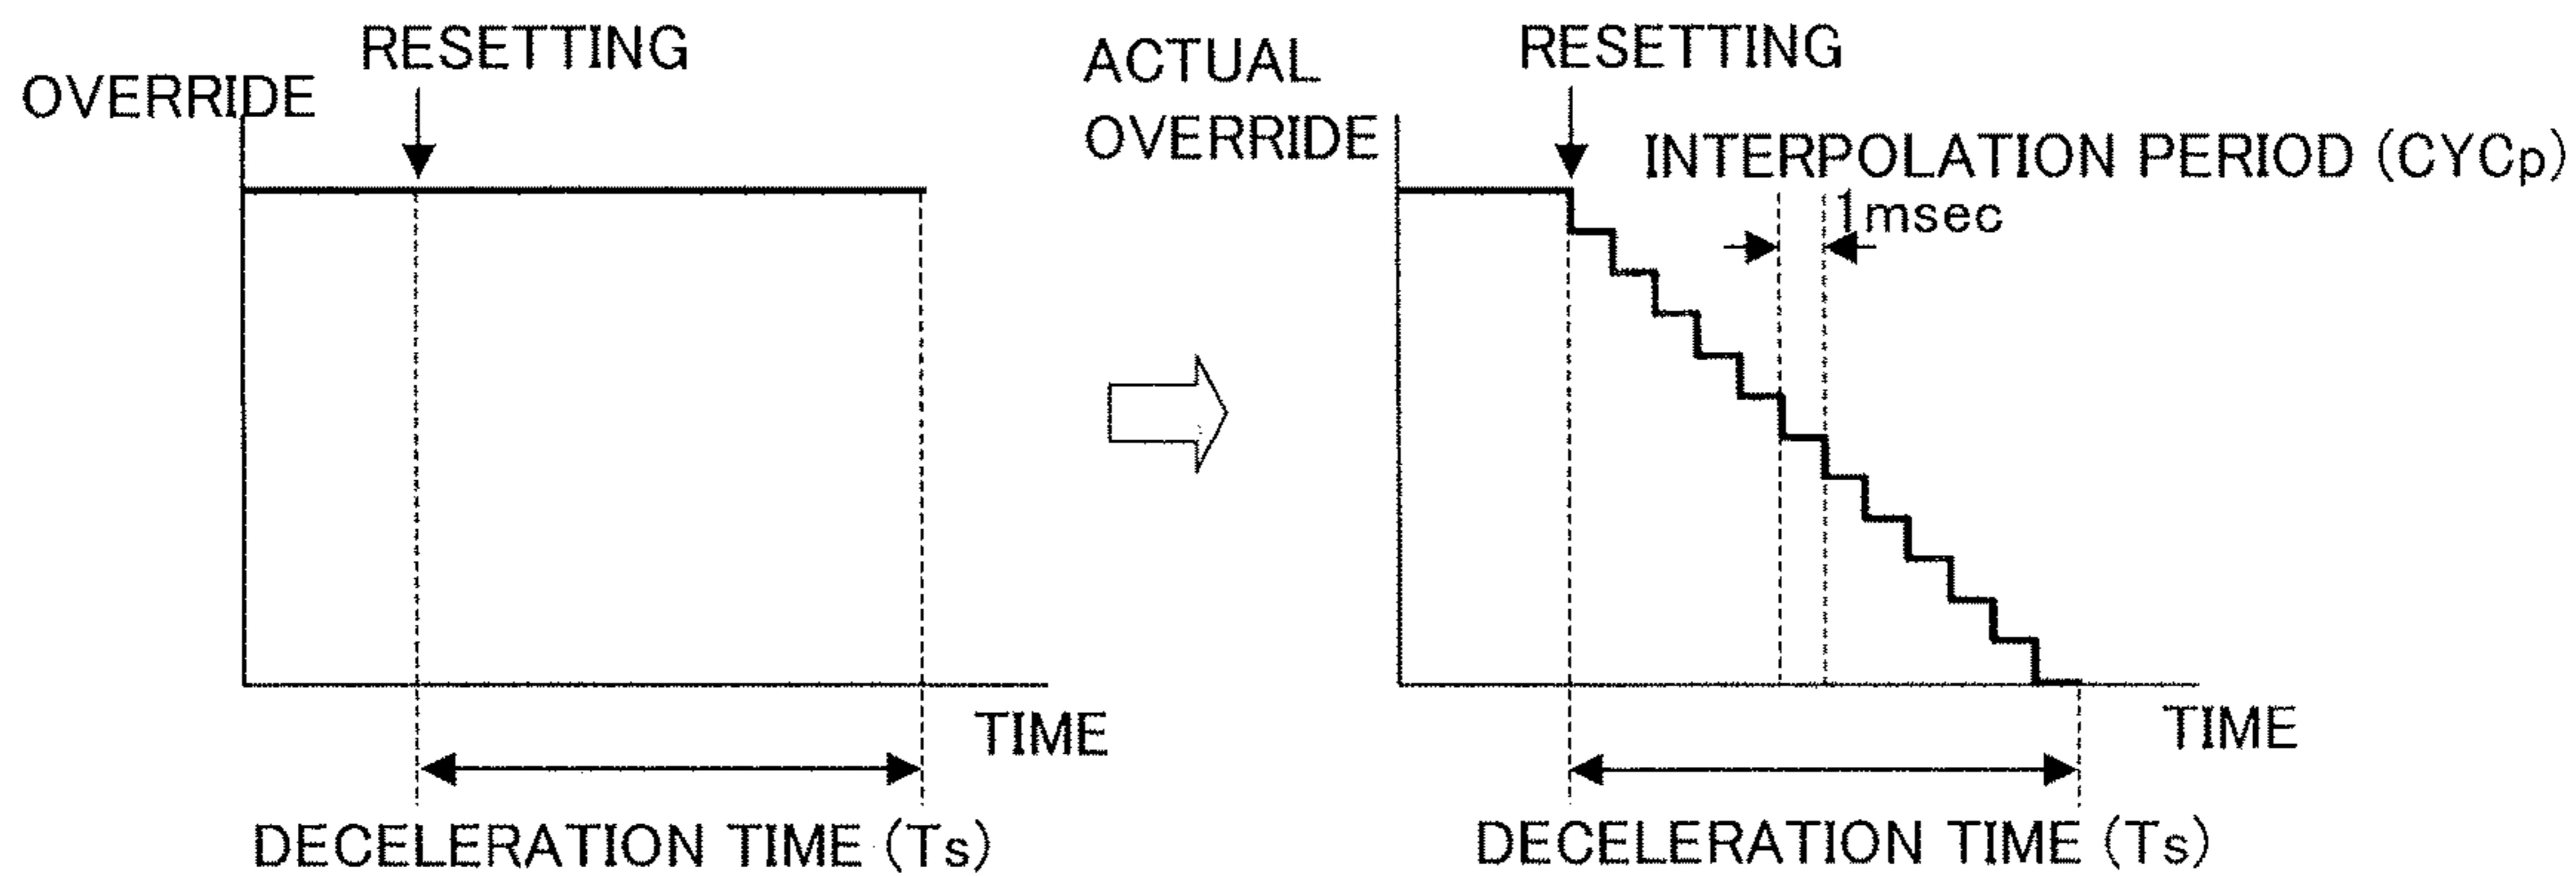 RESETTING
OVERRIDE
TIME
DECELERATION TIME (Ts)
ACTUAL
OVERRIDE
RESETTING
INTERPOLATION PERIOD (CYCp)
1msec
TIME
DECELERATION TIME (Ts)